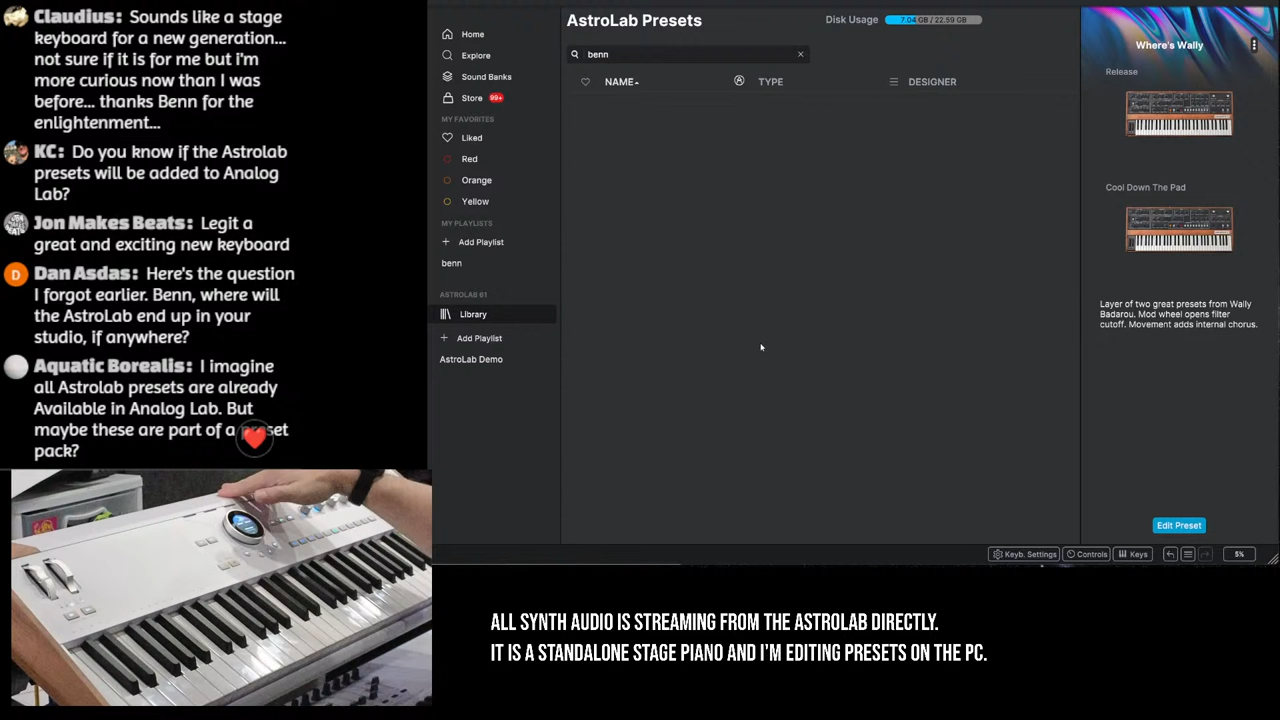 Claudius: Sounds like a stage
keyboard for a new generation...
not sure if it is for me but i'm
more curious now than I was
before... thanks Benn for the
enlightenment...
KC: Do you know if the Astrolab
presets will be added to Analog
Lab?
Jon Makes Beats: Legit a
great and exciting new keyboard
D
Dan Asdas: Here's the question
I forgot earlier. Benn, where will
the AstroLab end up in your
studio, if anywhere?
Aquatic Borealis: I imagine
all Astrolab presets are already
Available in Analog Lab. But
maybe these are part of a preset
pack?
Home
Explore
Sound Banks
Store 99+
MY FAVORITES
Liked
Red
Orange
Yellow
MY PLAYLISTS
Add Playlist
benn
ASTROLAB 61
Library
Add Playlist
AstroLab Demo
AstroLab Presets
Disk Usage 7.04 GB / 22.59 GB
benn
NAME TYPE DESIGNER
Where's Wally
Release
Cool Down The Pad
Layer of two great presets from Wally
Badarou. Mod wheel opens filter
cutoff. Movement adds internal chorus.
Edit Preset
Keyb. Settings Controls Keys 5%
ALL SYNTH AUDIO IS STREAMING FROM THE ASTROLAB DIRECTLY.
IT IS A STANDALONE STAGE PIANO AND I'M EDITING PRESETS ON THE PC.